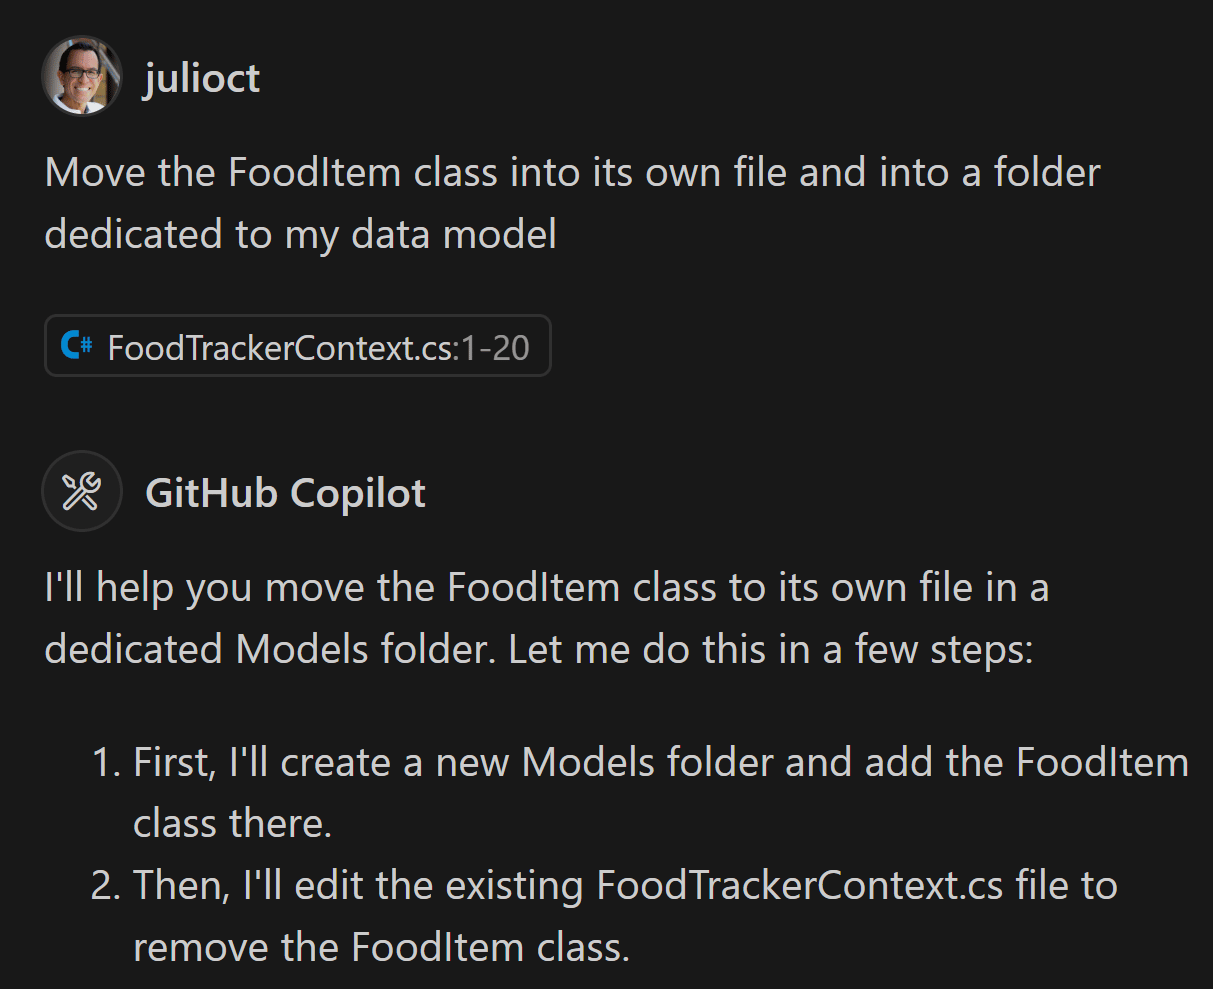 julioct
Move the FoodItem class into its own file and into a folder
dedicated to my data model
C# FoodTrackerContext.cs:1-20
GitHub Copilot
I'll help you move the FoodItem class to its own file in a
dedicated Models folder. Let me do this in a few steps:
1. First, I'll create a new Models folder and add the FoodItem
class there.
2. Then, I'll edit the existing FoodTrackerContext.cs file to
remove the FoodItem class.